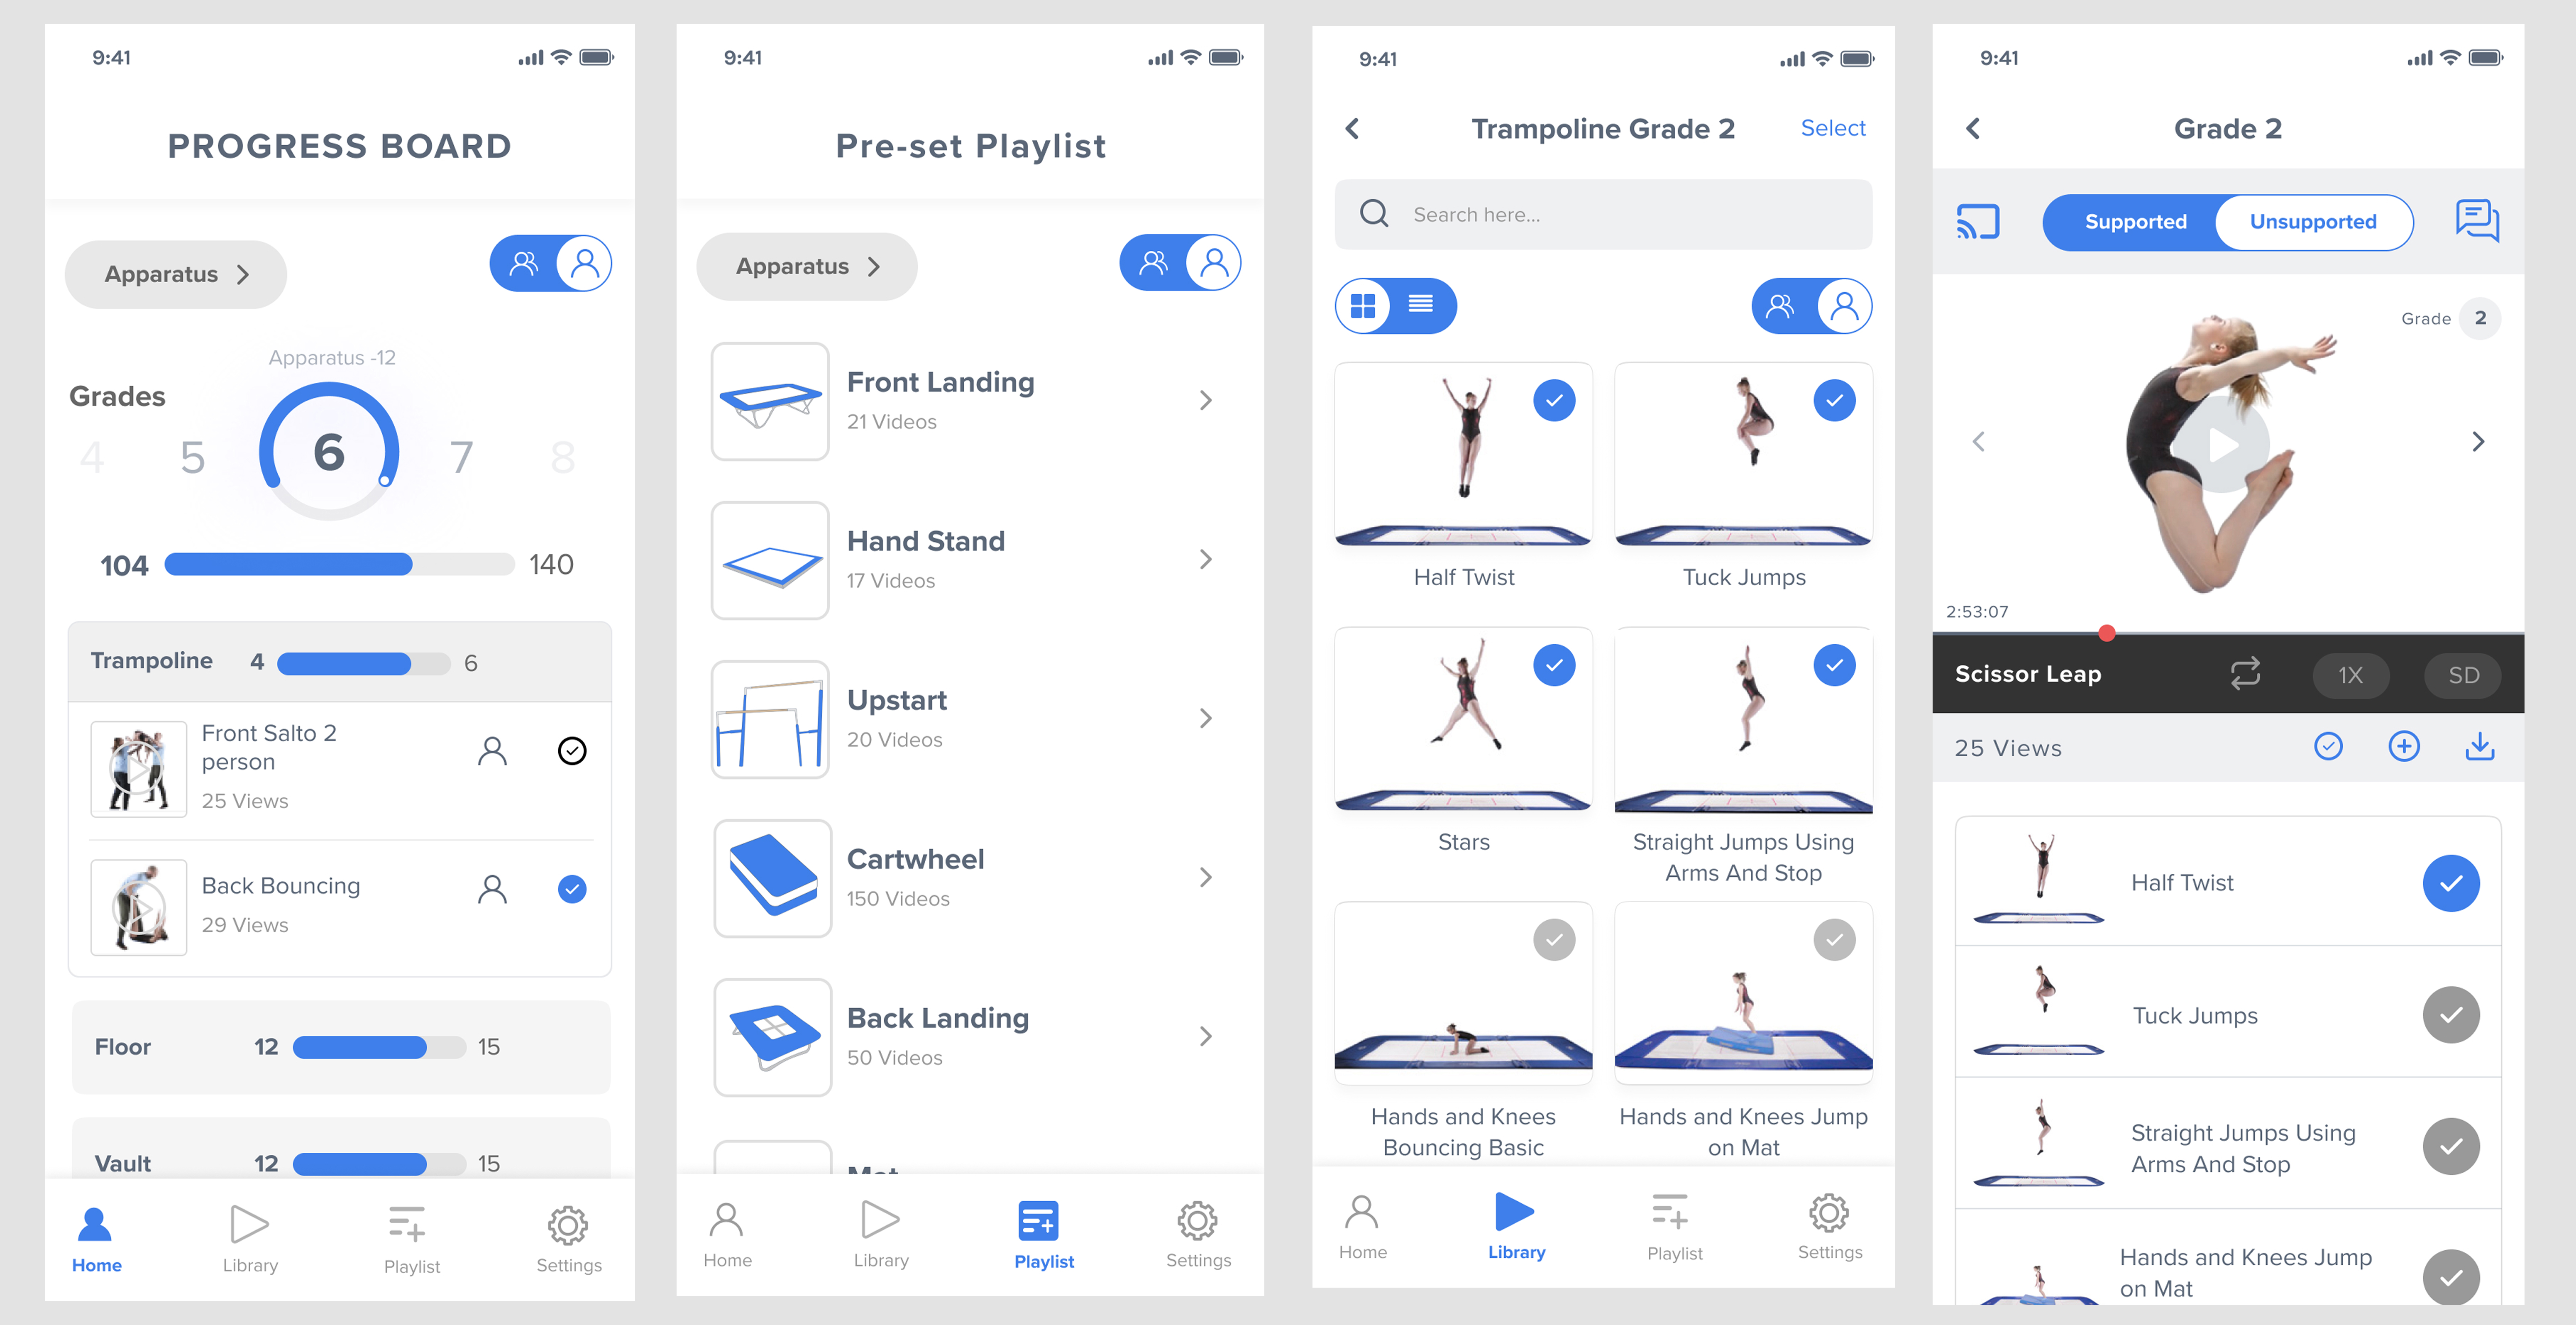 9:41
PROGRESS BOARD
Apparatus
Apparatus -12
Grades
4 5 6 7 8
104 140
Trampoline 4 6
Front Salto 2
person
25 Views
Back Bouncing
29 Views
Floor 12 15
Vault 12 15
Home Library Playlist Settings
9:41
Pre-set Playlist
Apparatus
Front Landing
21 Videos
Hand Stand
17 Videos
Upstart
20 Videos
Cartwheel
150 Videos
Back Landing
50 Videos
Home Library Playlist Settings
9:41
Trampoline Grade 2 Select
Search here...
Half Twist Tuck Jumps
Stars
Straight Jumps Using
Arms And Stop
Hands and Knees
Bouncing Basic
Hands and Knees Jump
on Mat
Home Library Playlist Settings
9:41
Grade 2
Supported Unsupported
Grade 2
2:53:07
Scissor Leap 1X SD
25 Views
Half Twist
Tuck Jumps
Straight Jumps Using
Arms And Stop
Hands and Knees Jump
on Mat